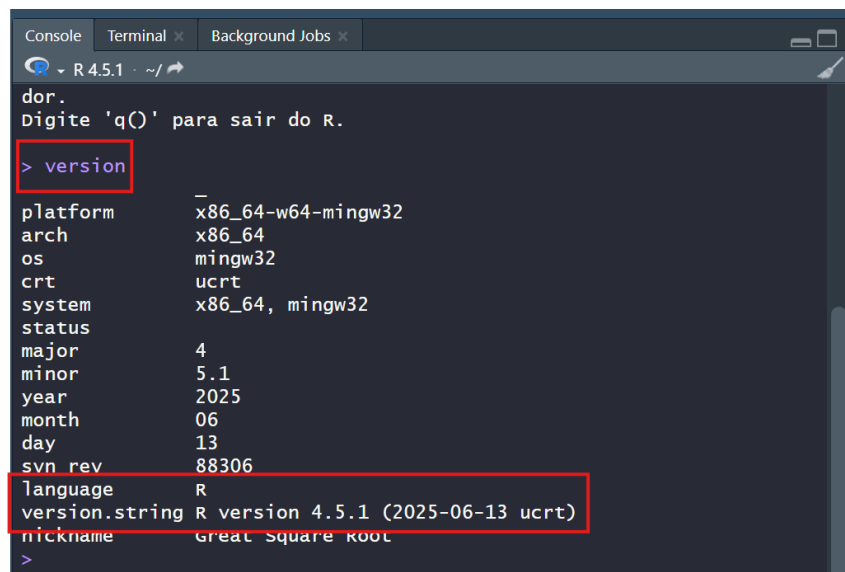 Console Terminal Background Jobs
R 4.5.1 · ~/
dor.
Digite 'q()' para sair do R.
> version
_
platform x86_64-w64-mingw32
arch x86_64
os mingw32
crt ucrt
system x86_64, mingw32
status
major 4
minor 5.1
year 2025
month 06
day 13
svn rev 88306
language R
version.string R version 4.5.1 (2025-06-13 ucrt)
nickname Great Square Root
>